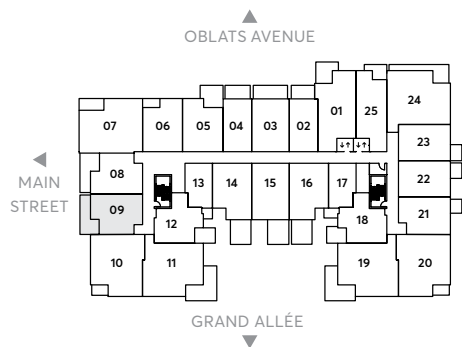 OBLATS AVENUE
01 25 24
07 06 05 04 03 02
23
08 13 14 15 16 17 22
MAIN
STREET
09 12 18 21
10 11 19 20
GRAND ALLÉE